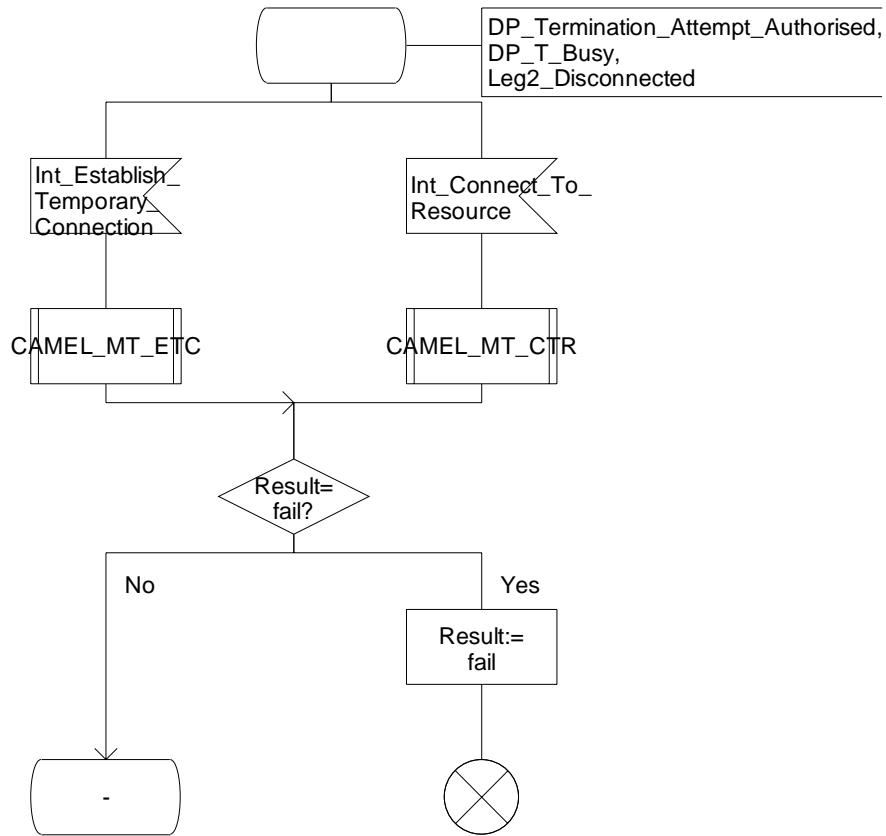 DP_Termination_Attempt_Authorised,
DP_T_Busy,
Leg2_Disconnected
Int_Establish_
Temporary_
Connection
Int_Connect_To_
Resource
CAMEL_MT_ETC
CAMEL_MT_CTR
Result=
fail?
No
Yes
Result:=
fail
-